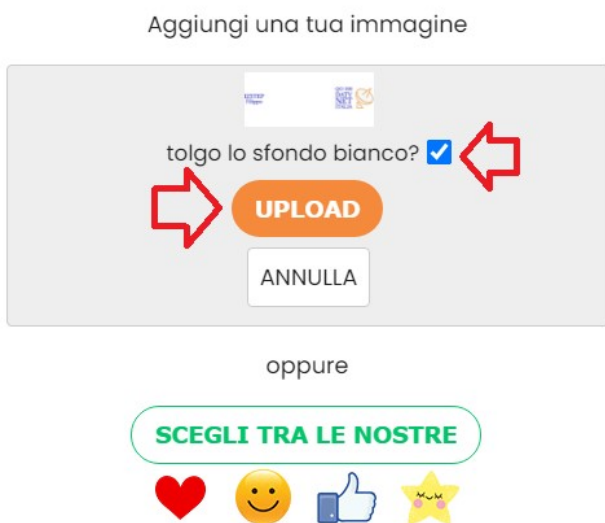 Aggiungi una tua immagine
tolgo lo sfondo bianco?
UPLOAD
ANNULLA
oppure
SCEGLI TRA LE NOSTRE